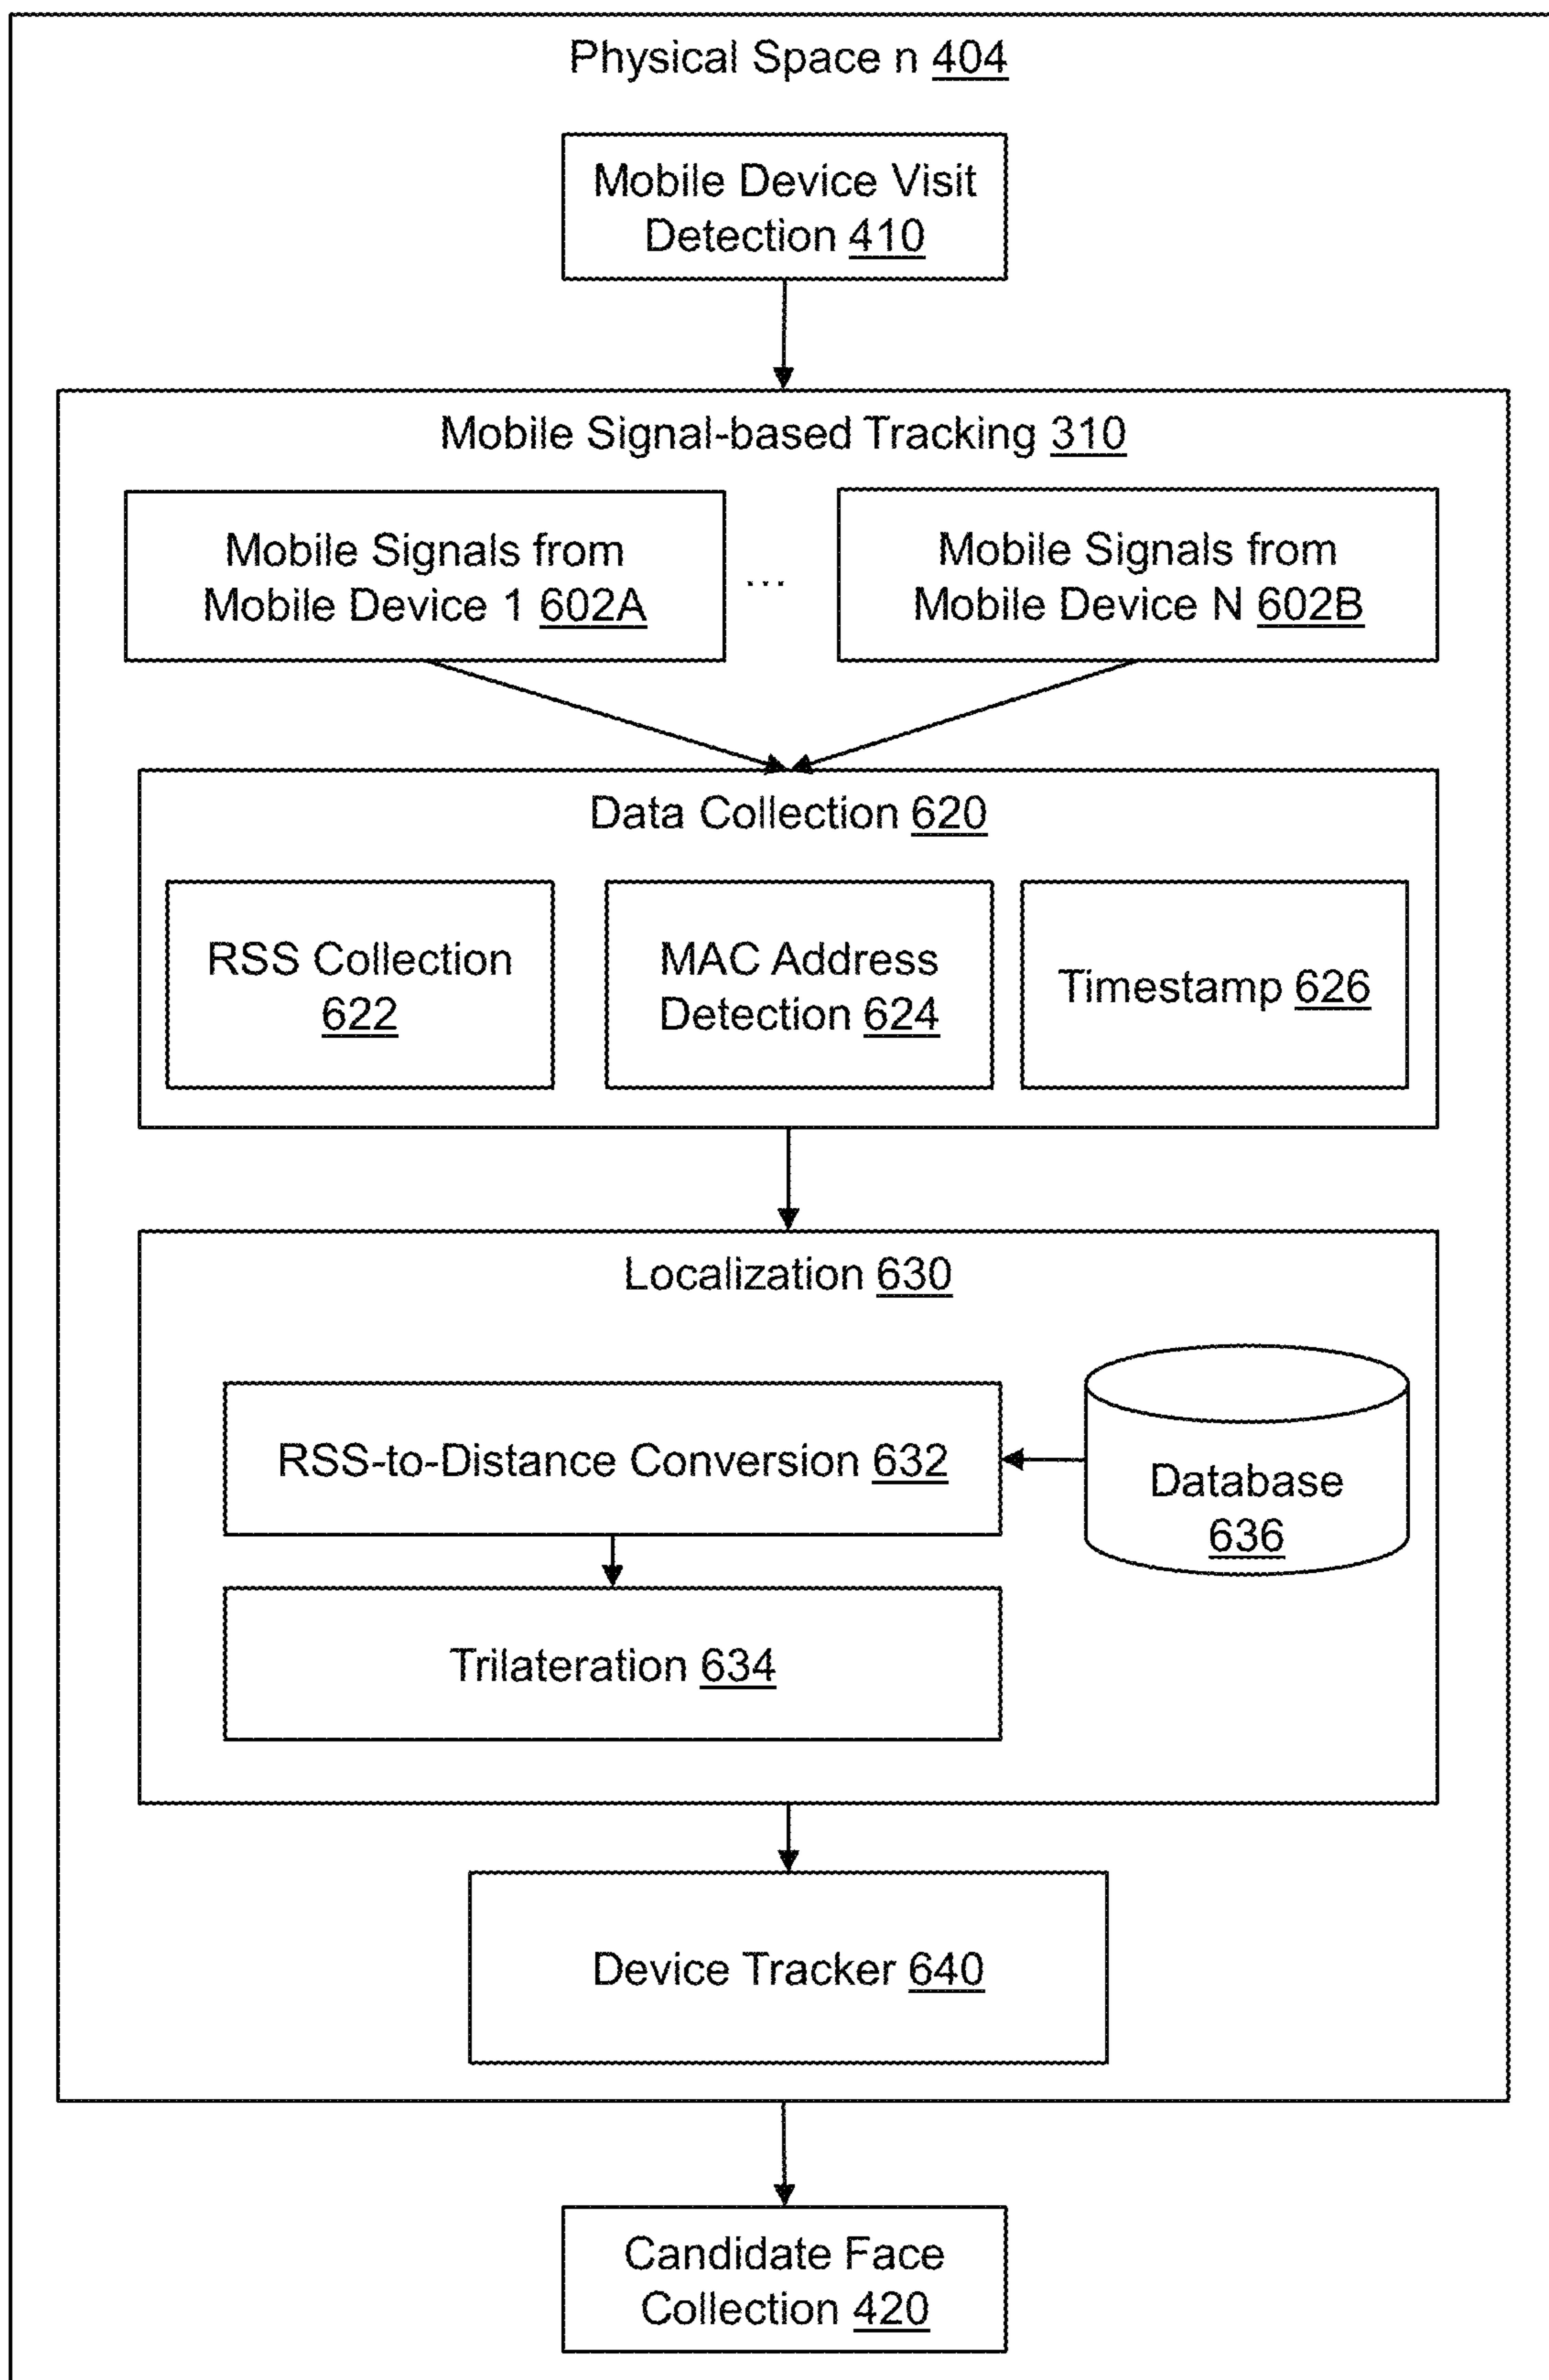 Physical Space n 404
Mobile Device Visit
Detection 410
Mobile Signal-based Tracking 310
Mobile Signals from
Mobile Device 1 602A
...
Mobile Signals from
Mobile Device N 602B
Data Collection 620
RSS Collection
622
MAC Address
Detection 624
Timestamp 626
Localization 630
RSS-to-Distance Conversion 632
Database
636
Trilateration 634
Device Tracker 640
Candidate Face
Collection 420